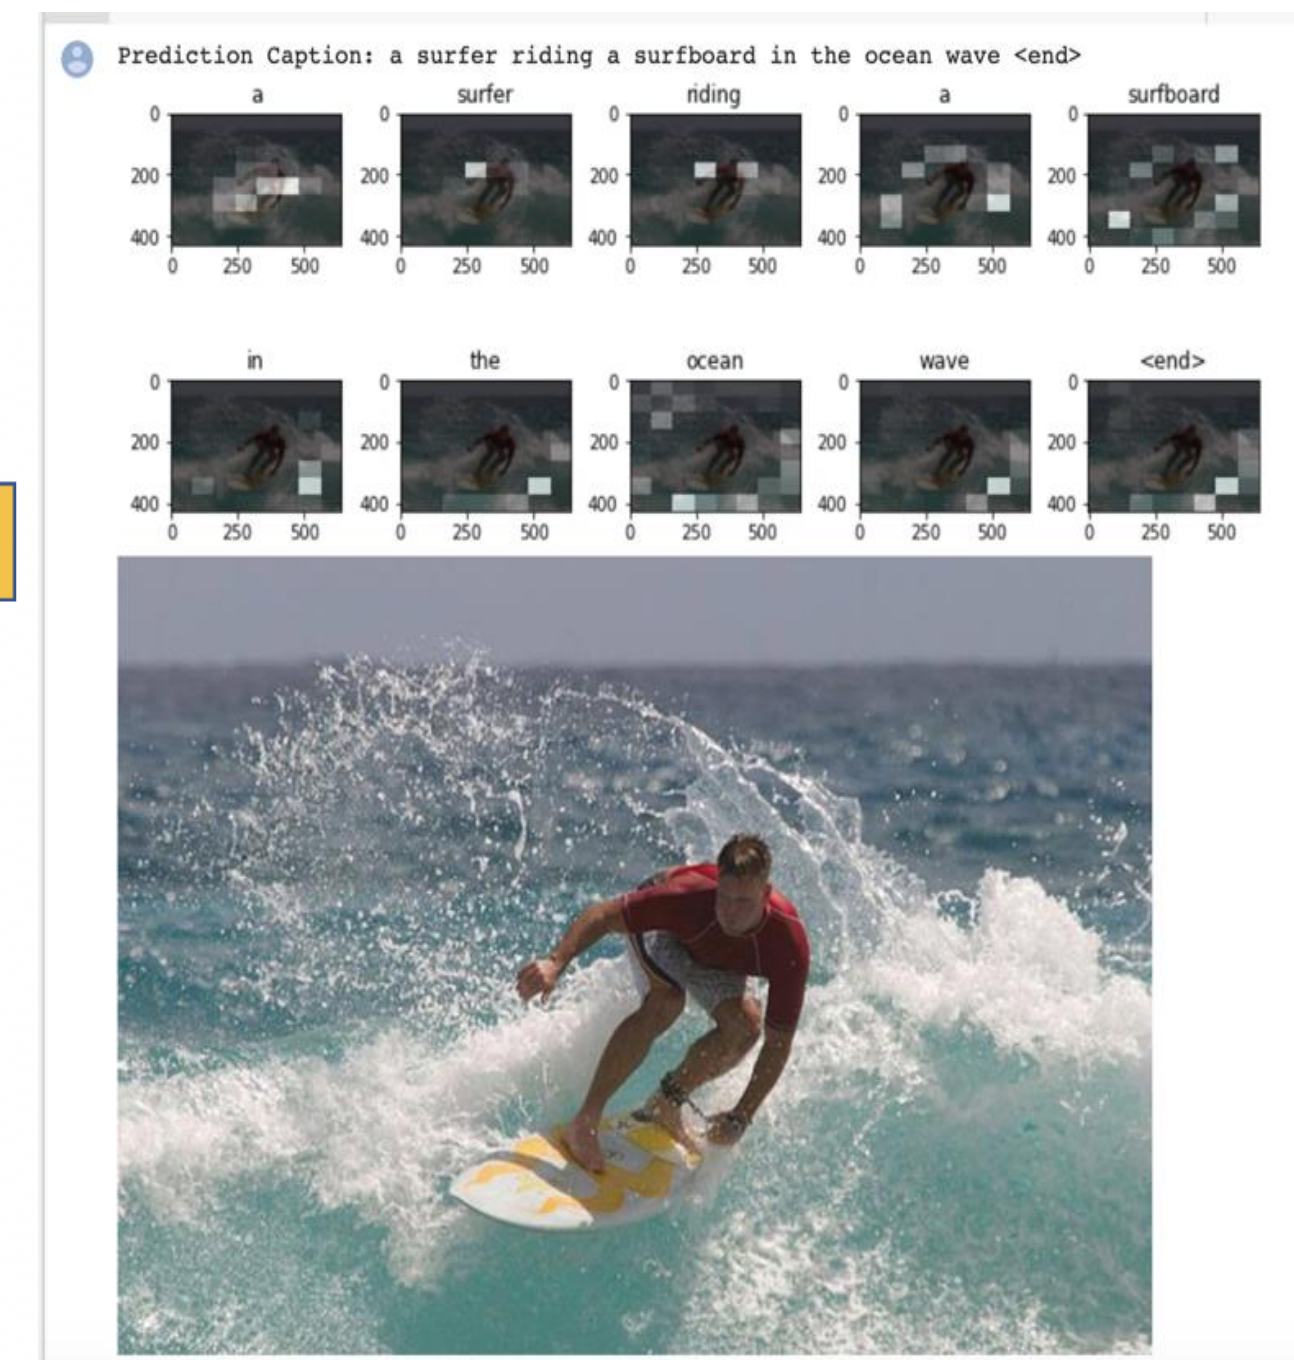 Prediction Caption: a surfer riding a surfboard in the ocean wave <end>
a surfer riding a surfboard
0 0 0 0 0
200 200 200 200 200
400 400 400 400 400
0 250 500 0 250 500 0 250 500 0 250 500 0 250 500
in the ocean wave <end>
0 0 0 0 0
200 200 200 200 200
400 400 400 400 400
0 250 500 0 250 500 0 250 500 0 250 500 0 250 500